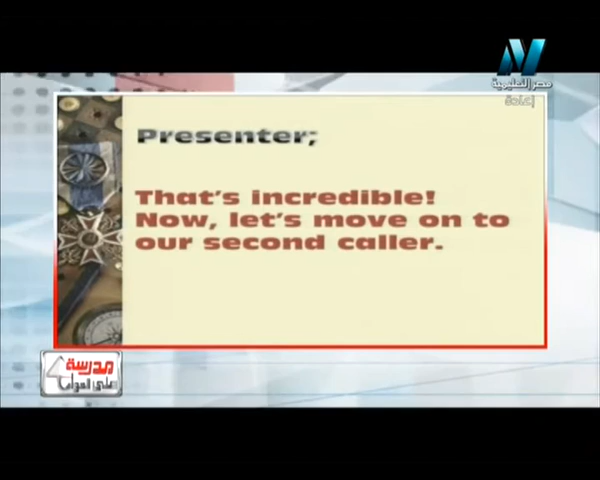 مصر التعليمية
إعادة
Presenter;
That's incredible!
Now, let's move on to
our second caller.
مدرسة
على الهواء